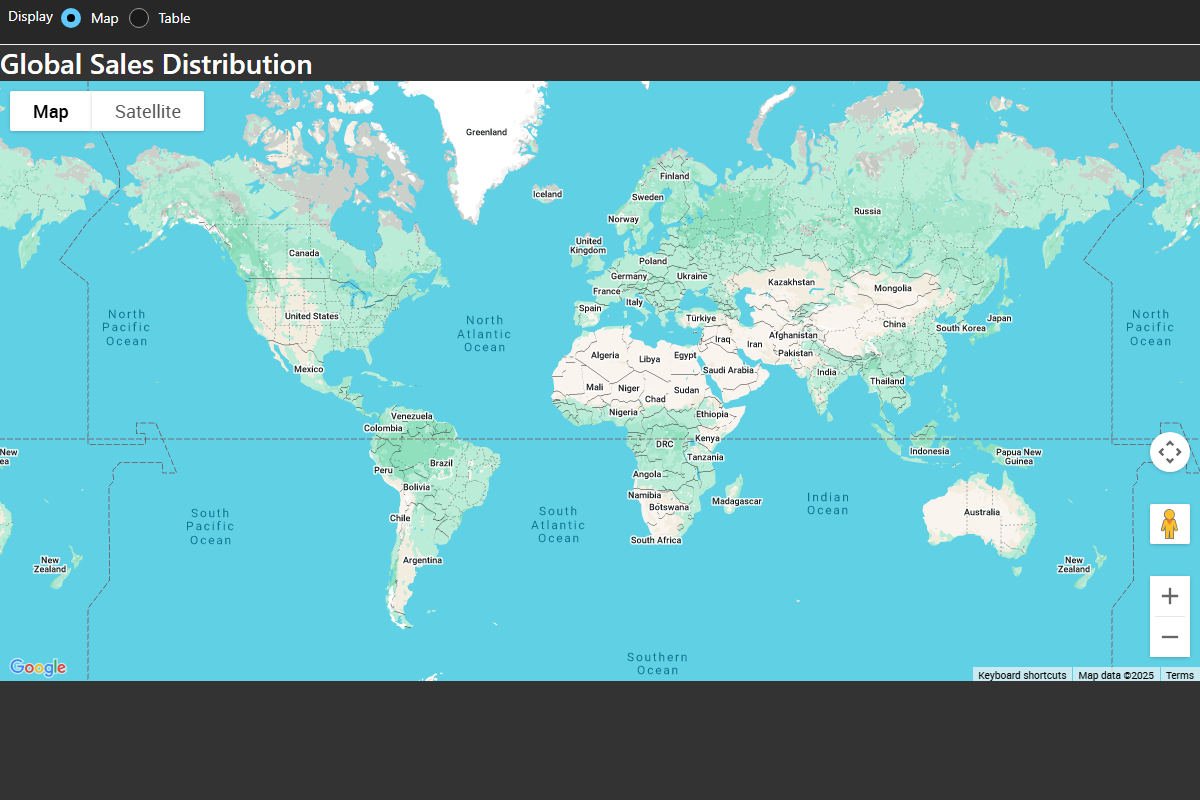 Display Map Table
Global Sales Distribution
Map Satellite
Greenland
Finland
Iceland
Sweden
Russia
Norway
United
Kingdom
Canada
Poland
Germany
Ukraine
Kazakhstan
Mongolia
France
Italy
Spain
North
Pacific
Ocean
United States
North
Atlantic
Ocean
Türkiye
China
Japan
South Korea
North
Pacific
Ocean
Afghanistan
Iraq
Iran
Pakistan
Algeria
Libya
Egypt
Saudi Arabia
Mexico
India
Thailand
Mali
Niger
Sudan
Chad
Nigeria
Ethiopia
Venezuela
Colombia
DRC
Kenya
New
ea
Indonesia
Papua New
Guinea
Tanzania
Peru
Brazil
Bolivia
Angola
Namibia
Botswana
Madagascar
Indian
Ocean
Australia
South
Pacific
Ocean
Chile
South
Atlantic
Ocean
South Africa
Argentina
New
Zealand
New
Zealand
Southern
Ocean
Google
Keyboard shortcuts Map data ©2025 Terms